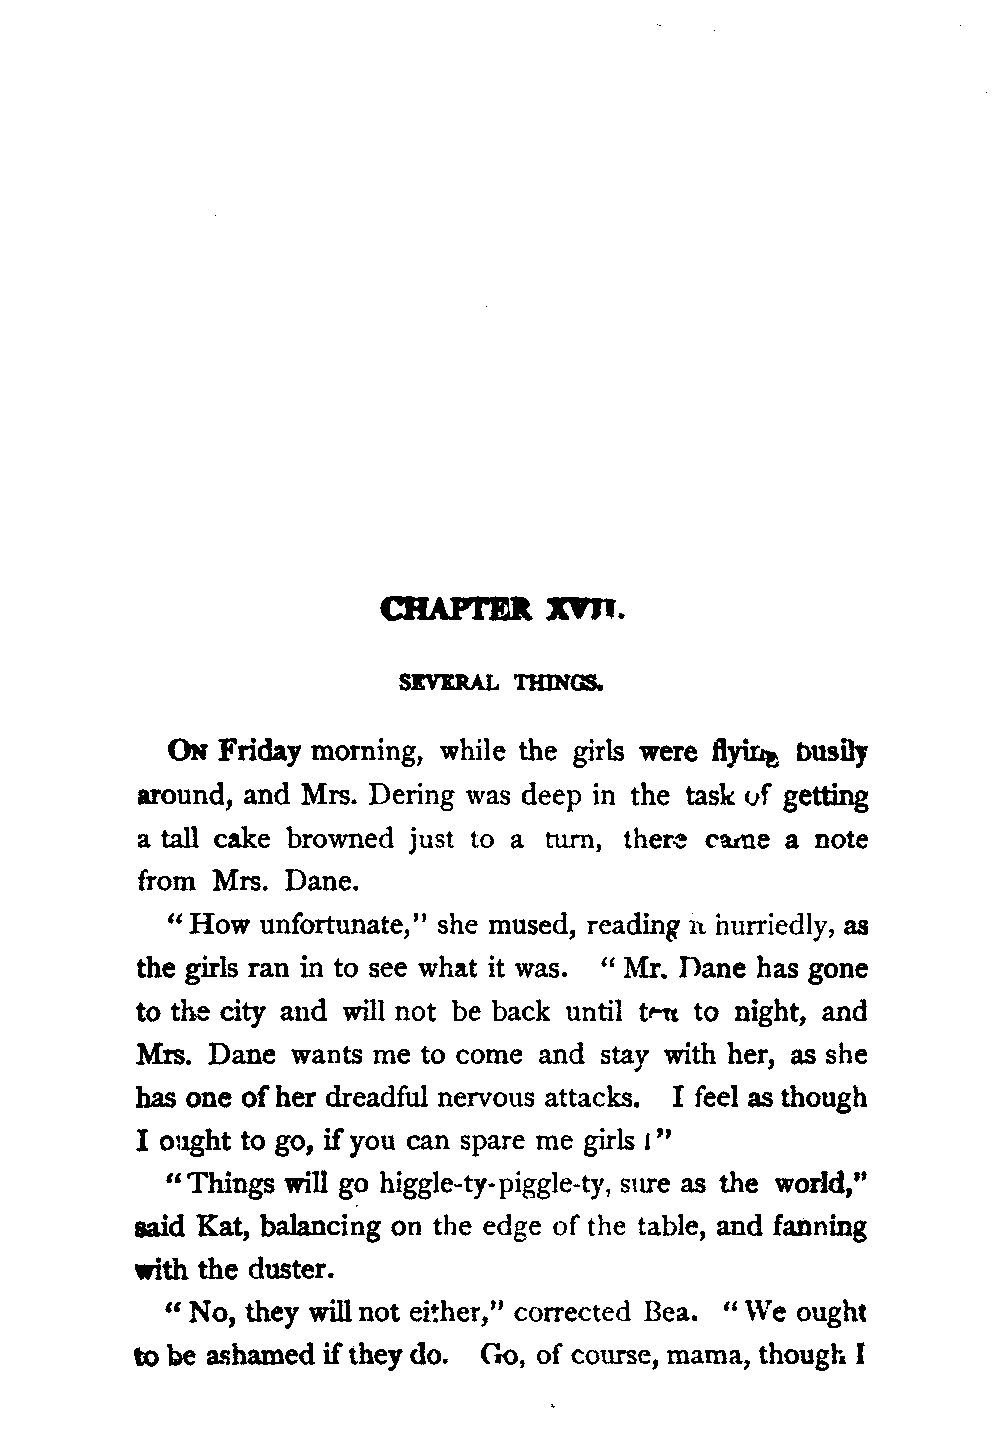 CHAPTER XVII.
SEVERAL THINGS.
ON Friday morning, while the girls were flying busily
around, and Mrs. Dering was deep in the task of getting
a tall cake browned just to a turn, there came a note
from Mrs. Dane.
"How unfortunate," she mused, reading it hurriedly, as
the girls ran in to see what it was. "Mr. Dane has gone
to the city and will not be back until ten to night, and
Mrs. Dane wants me to come and stay with her, as she
has one of her dreadful nervous attacks. I feel as though
I ought to go, if you can spare me girls!"
"Things will go higgle-ty-piggle-ty, sure as the world,"
said Kat, balancing on the edge of the table, and fanning
with the duster.
"No, they will not either," corrected Bea. "We ought
to be ashamed if they do. Go, of course, mama, though I